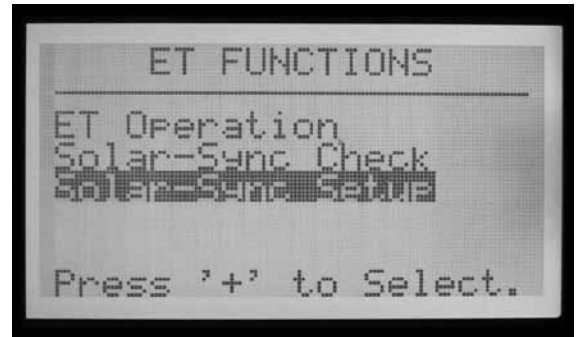 ET FUNCTIONS
ET Operation
Solar-Sync Check
Solar-Sync Setup
Press '+' to Select.